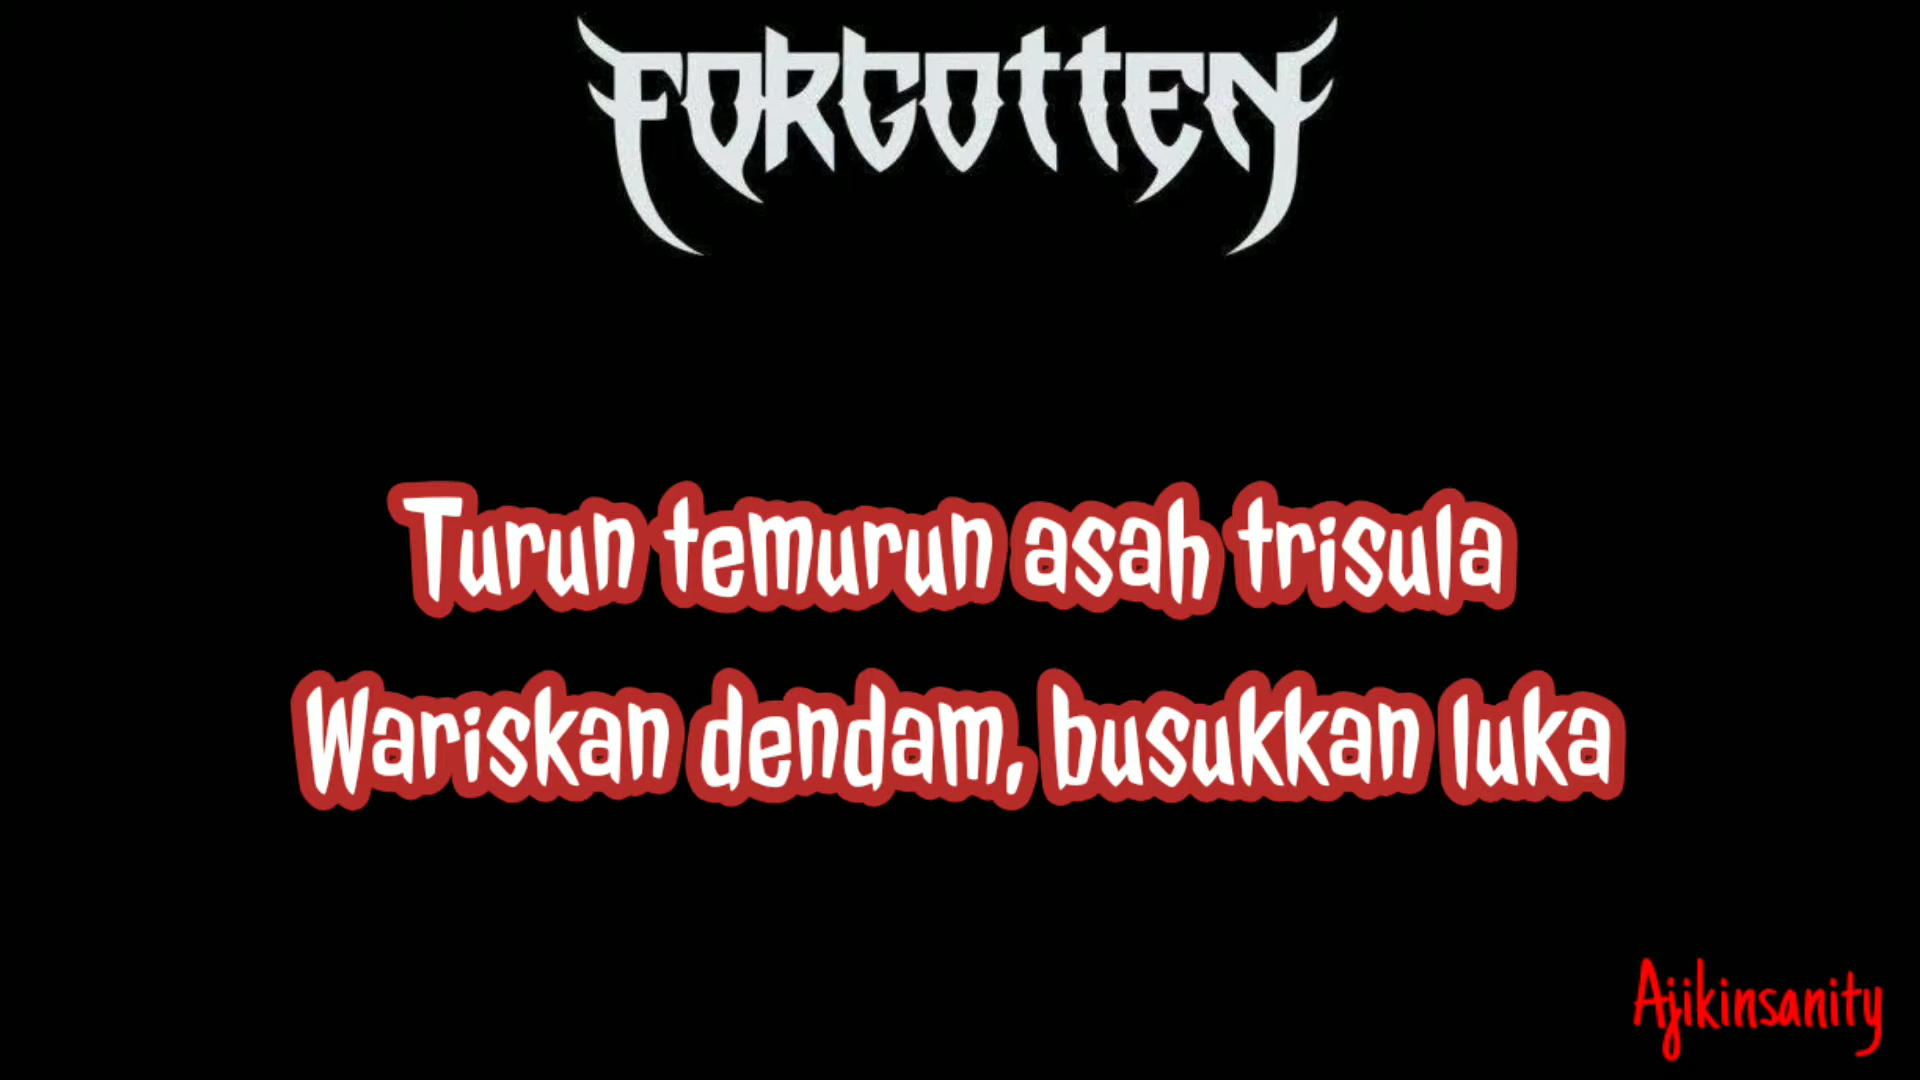 FORGOTTEN
Turun temurun asah trisula
Wariskan dendam, busukkan luka
Ajikinsanity